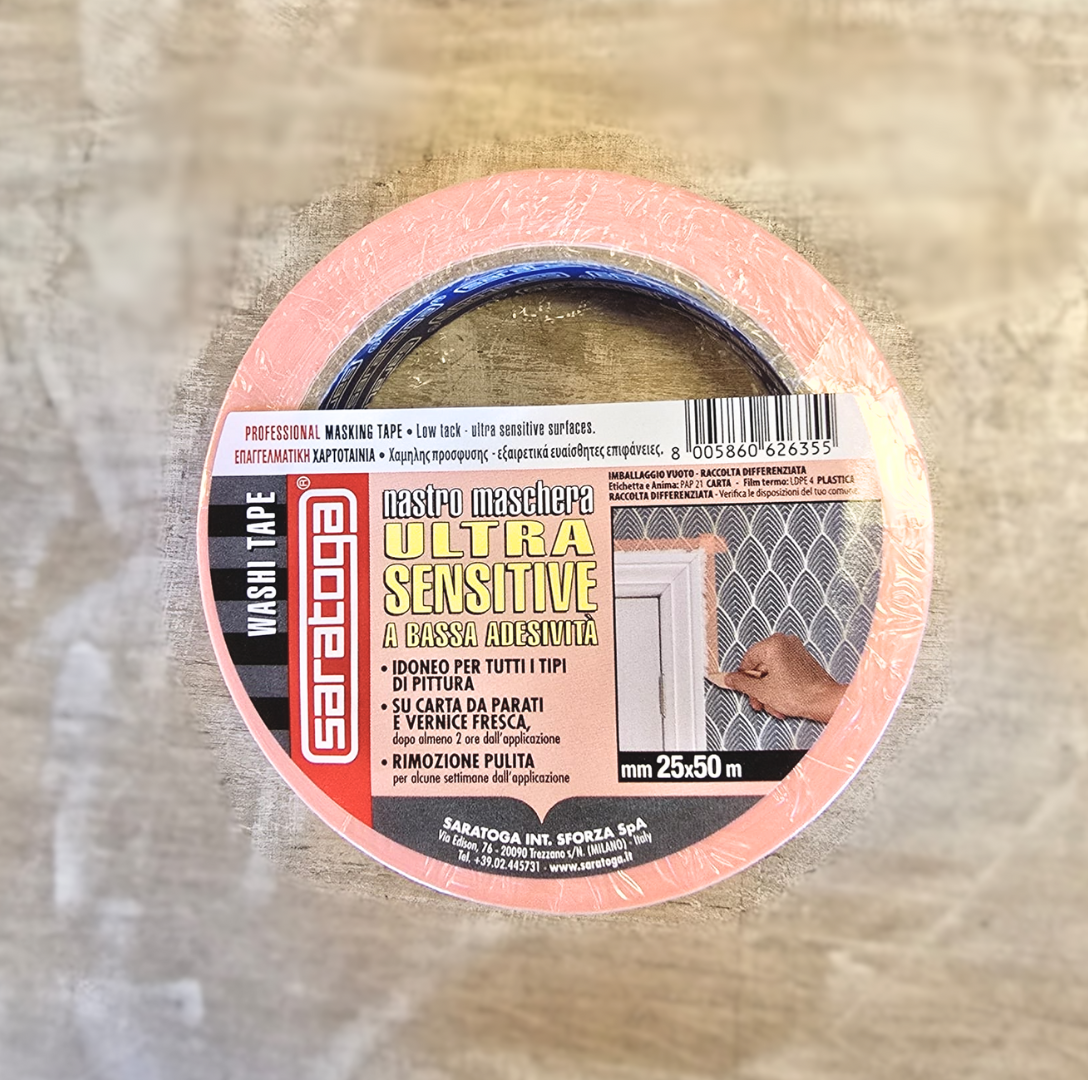 saratoga
PROFESSIONAL MASKING TAPE • Low tack - ultra sensitive surfaces.
ΕΠΑΓΓΕΛΜΑΤΙΚΗ ΧΑΡΤΟΤΑΙΝΙΑ • Χαμηλης προσφυσης - εξαιρετικά ευαίσθητες επιφάνειες.
8 005860 626355
IMBALLAGGIO VUOTO - RACCOLTA DIFFERENZIATA
Etichetta e Anima: PAP 21 CARTA - Film termo: LDPE 4 PLASTICA
RACCOLTA DIFFERENZIATA - Verifica le disposizioni del tuo comune.
WASHI TAPE
saratoga®
nastro maschera
ULTRA
SENSITIVE
A BASSA ADESIVITÀ
• IDONEO PER TUTTI I TIPI
DI PITTURA
• SU CARTA DA PARATI
E VERNICE FRESCA,
dopo almeno 2 ore dall'applicazione
• RIMOZIONE PULITA
per alcune settimane dall'applicazione
mm 25x50 m
SARATOGA INT. SFORZA SpA
Via Edison, 76 - 20090 Trezzano s/N. (MILANO) - Italy
Tel. +39.02.445731 - www.saratoga.it